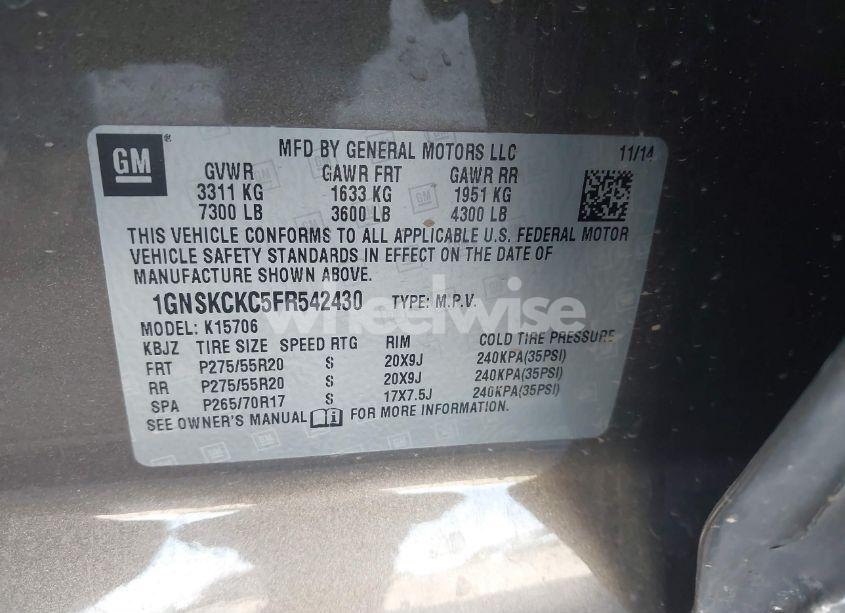 GM
MFD BY GENERAL MOTORS LLC 11/14
GVWR GAWR FRT GAWR RR
3311 KG 1633 KG 1951 KG
7300 LB 3600 LB 4300 LB
THIS VEHICLE CONFORMS TO ALL APPLICABLE U.S. FEDERAL MOTOR
VEHICLE SAFETY STANDARDS IN EFFECT ON THE DATE OF
MANUFACTURE SHOWN ABOVE.
1GNSKCKC5FR542430 TYPE: M.P.V.
wheelwise
MODEL: K15706
KBJZ TIRE SIZE SPEED RTG RIM COLD TIRE PRESSURE
FRT P275/55R20 S 20X9J 240KPA(35PSI)
RR P275/55R20 S 20X9J 240KPA(35PSI)
SPA P265/70R17 S 17X7.5J 240KPA(35PSI)
SEE OWNER'S MANUAL FOR MORE INFORMATION.